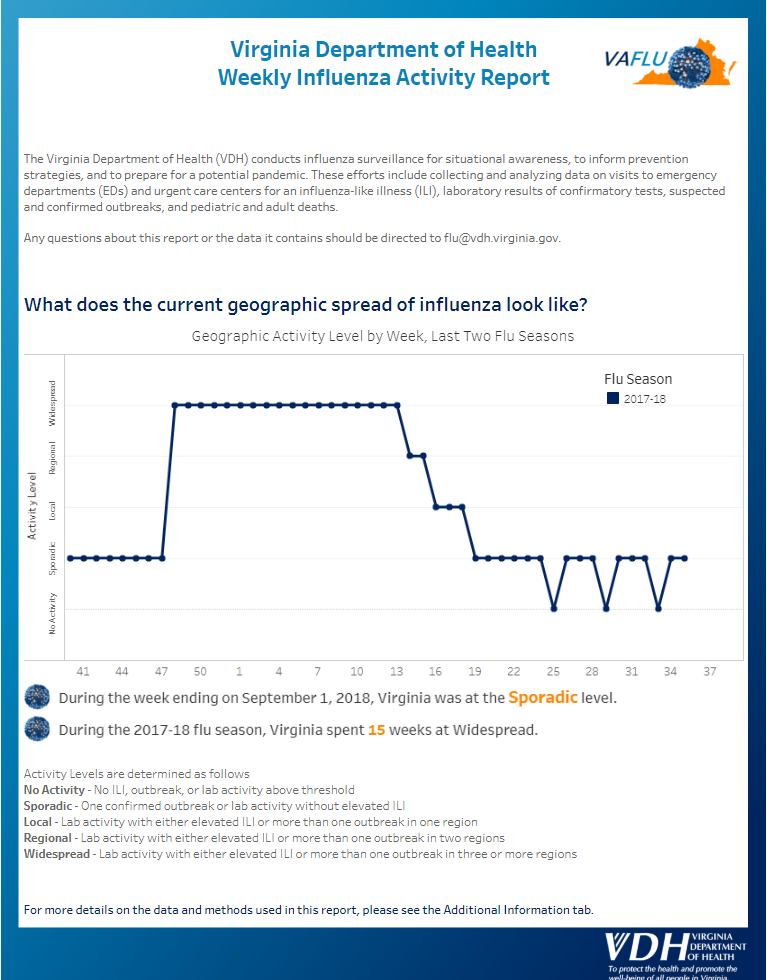 Virginia Department of Health
Weekly Influenza Activity Report
VAFLU
The Virginia Department of Health (VDH) conducts influenza surveillance for situational awareness, to inform prevention
strategies, and to prepare for a potential pandemic. These efforts include collecting and analyzing data on visits to emergency
departments (EDs) and urgent care centers for an influenza-like illness (ILI), laboratory results of confirmatory tests, suspected
and confirmed outbreaks, and pediatric and adult deaths.
Any questions about this report or the data it contains should be directed to flu@vdh.virginia.gov.
What does the current geographic spread of influenza look like?
Geographic Activity Level by Week, Last Two Flu Seasons
Flu Season
2017-18
Activity Level
Widespread
Regional
Local
Sporadic
No Activity
41 44 47 50 1 4 7 10 13 16 19 22 25 28 31 34 37
During the week ending on September 1, 2018, Virginia was at the Sporadic level.
During the 2017-18 flu season, Virginia spent 15 weeks at Widespread.
Activity Levels are determined as follows
No Activity - No ILI, outbreak, or lab activity above threshold
Sporadic - One confirmed outbreak or lab activity without elevated ILI
Local - Lab activity with either elevated ILI or more than one outbreak in one region
Regional - Lab activity with either elevated ILI or more than one outbreak in two regions
Widespread - Lab activity with either elevated ILI or more than one outbreak in three or more regions
For more details on the data and methods used in this report, please see the Additional Information tab.
VDH VIRGINIA
DEPARTMENT
OF HEALTH
To protect the health and promote the
well-being of all people in Virginia.